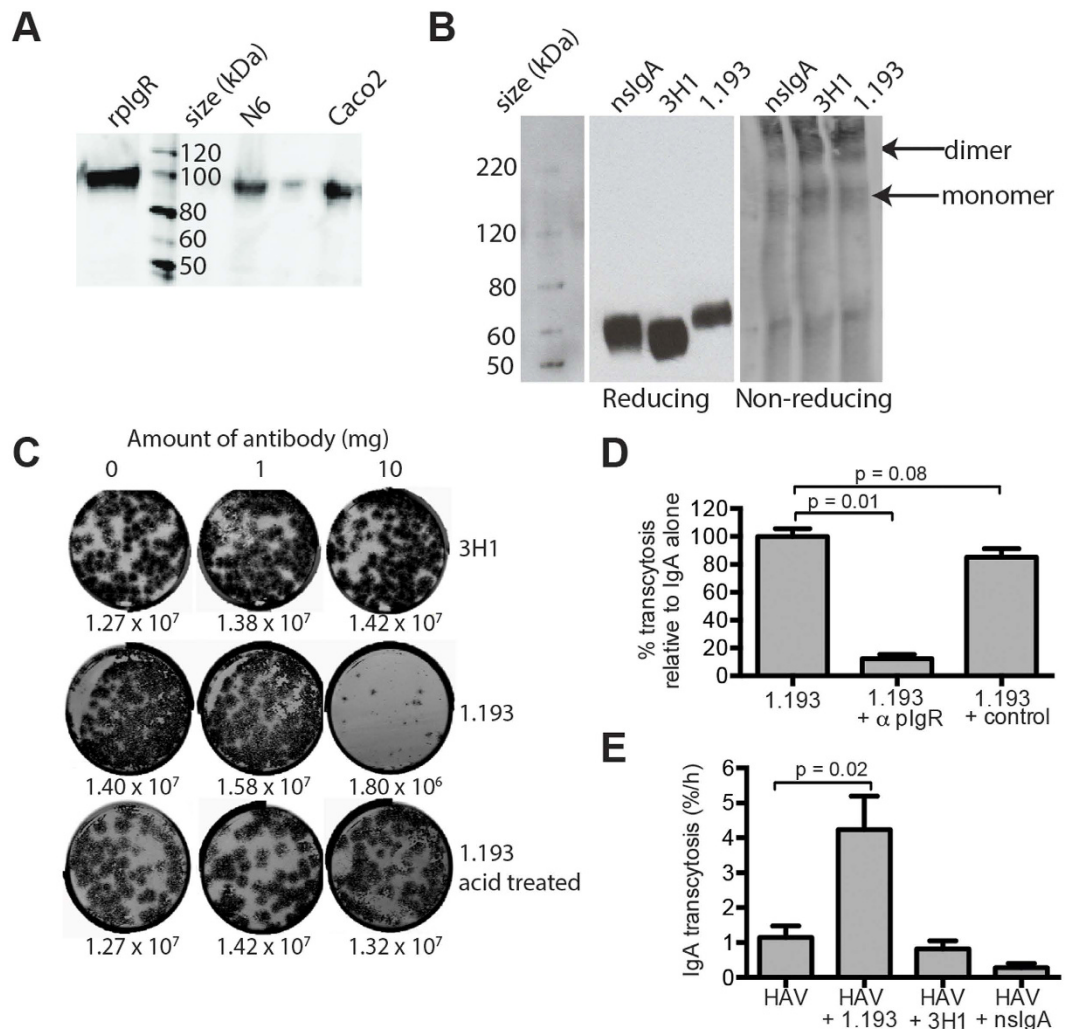 A
rpIgR
size (kDa)
N6
Caco2
120
100
80
60
50
B
size (kDa)
nsIgA
3H1
1.193
nsIgA
3H1
1.193
220
120
80
60
50
dimer
monomer
Reducing
Non-reducing
C
Amount of antibody (mg)
0 1 10
3H1
1.27 x 10⁷ 1.38 x 10⁷ 1.42 x 10⁷
1.193
1.40 x 10⁷ 1.58 x 10⁷ 1.80 x 10⁶
1.193
acid treated
1.27 x 10⁷ 1.42 x 10⁷ 1.32 x 10⁷
D
p = 0.08
p = 0.01
% transcytosis
relative to IgA alone
120
100
80
60
40
20
0
1.193
1.193
+ α pIgR
1.193
+ control
E
p = 0.02
IgA transcytosis (%/h)
6
5
4
3
2
1
0
HAV
HAV
+ 1.193
HAV
+ 3H1
HAV
+ nsIgA